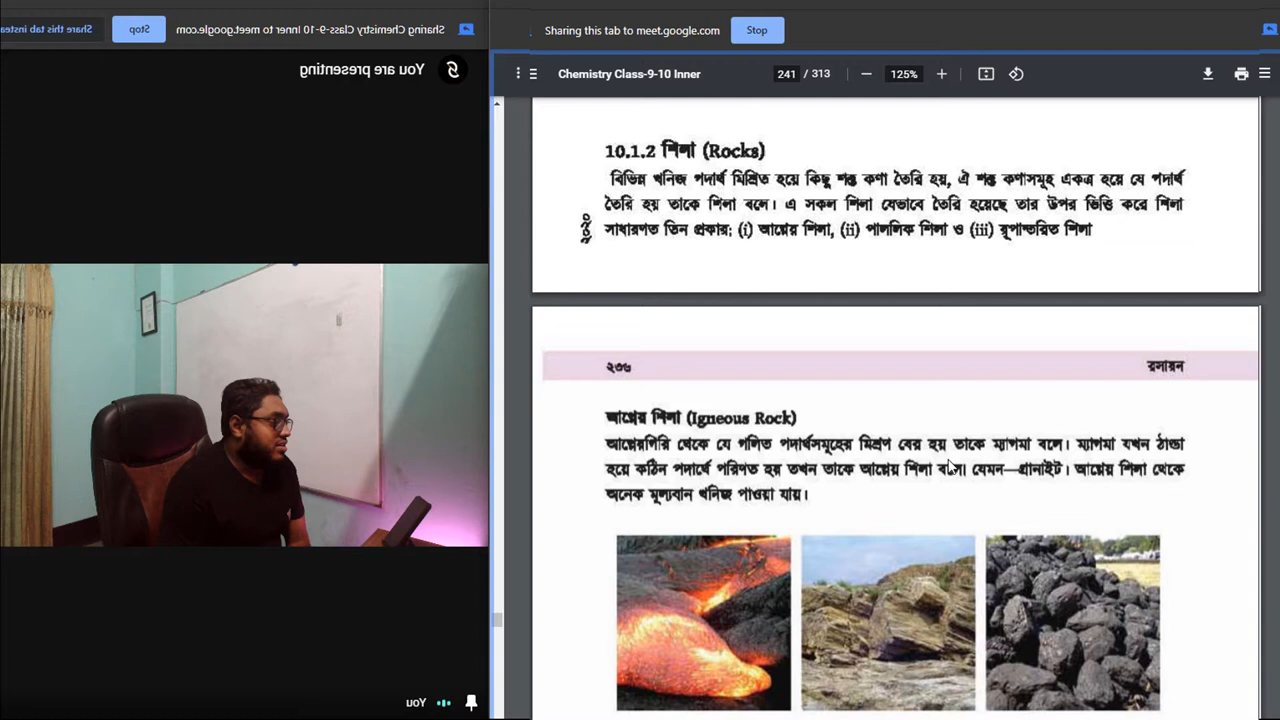 Sharing Chemistry Class-9-10 Inner to meet.google.com
Stop
Share this tab instea
You are presenting
You
Sharing this tab to meet.google.com
Stop
Chemistry Class-9-10 Inner
241 / 313
125%
10.1.2 শিলা (Rocks)
বিভিন্ন খনিজ পদার্থ মিশ্রিত হয়ে কিছু শক্ত কণা তৈরি হয়, ঐ শক্ত কণাসমূহ একত্র হয়ে যে পদার্থ
তৈরি হয় তাকে শিলা বলে। এ সকল শিলা যেভাবে তৈরি হয়েছে তার উপর ভিত্তি করে শিলা
সাধারণত তিন প্রকার: (i) আগ্নেয় শিলা, (ii) পাললিক শিলা ও (iii) রূপান্তরিত শিলা
২৩৬
রসায়ন
আগ্নেয় শিলা (Igneous Rock)
আগ্নেয়গিরি থেকে যে গলিত পদার্থসমূহের মিশ্রণ বের হয় তাকে ম্যাগমা বলে। ম্যাগমা যখন ঠান্ডা
হয়ে কঠিন পদার্থে পরিণত হয় তখন তাকে আগ্নেয় শিলা বলে। যেমন—গ্রানাইট। আগ্নেয় শিলা থেকে
অনেক মূল্যবান খনিজ পাওয়া যায়।